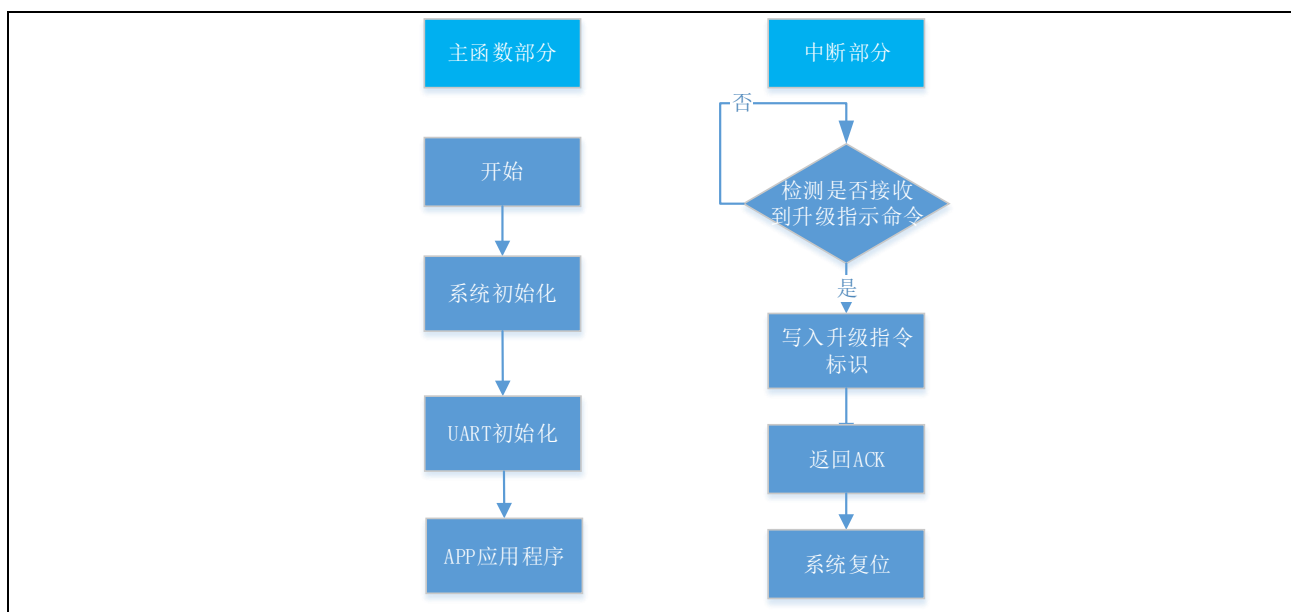 主函数部分
开始
系统初始化
UART初始化
APP应用程序
中断部分
否
检测是否接收
到升级指示命令
是
写入升级指令
标识
返回ACK
系统复位